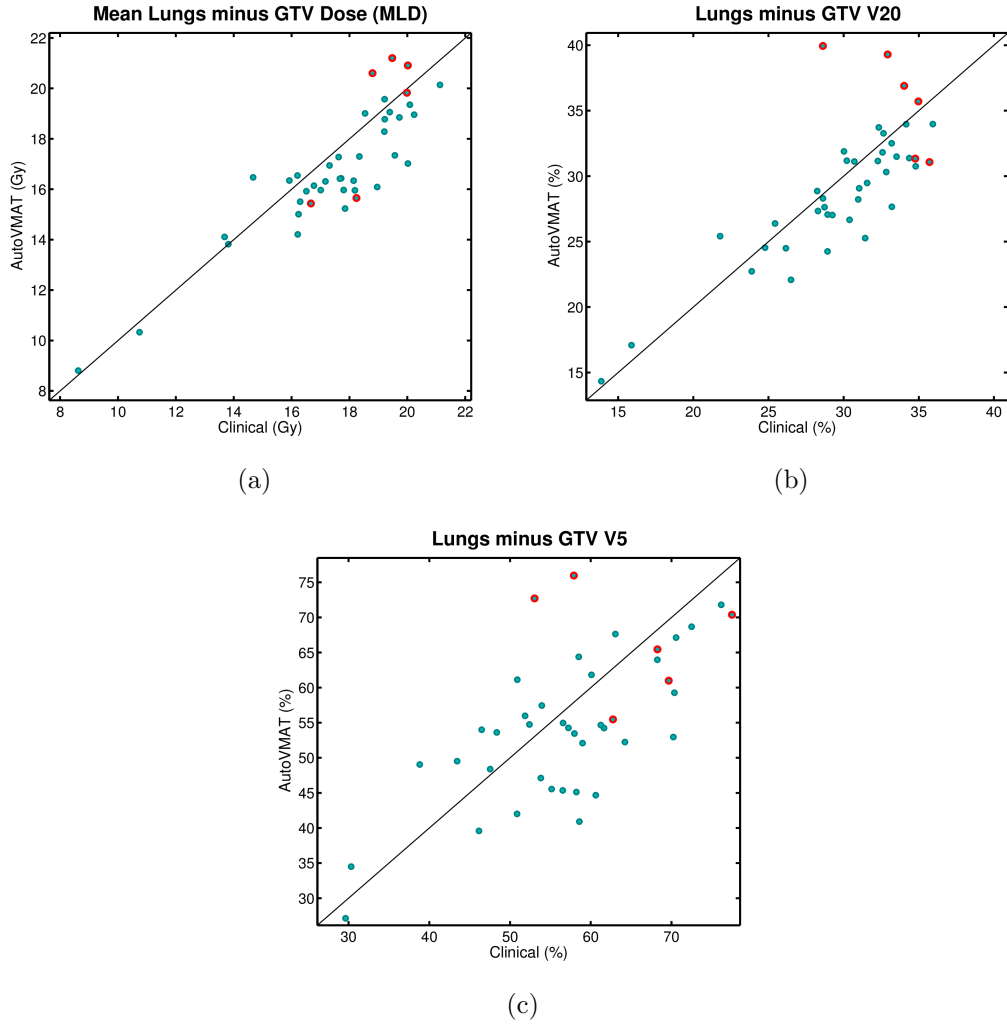 Mean Lungs minus GTV Dose (MLD)
22
20
18
16
14
12
10
8
AutoVMAT (Gy)
8 10 12 14 16 18 20 22
Clinical (Gy)
(a)
Lungs minus GTV V20
40
35
30
25
20
15
AutoVMAT (%)
15 20 25 30 35 40
Clinical (%)
(b)
Lungs minus GTV V5
75
70
65
60
55
50
45
40
35
30
AutoVMAT (%)
30 40 50 60 70
Clinical (%)
(c)